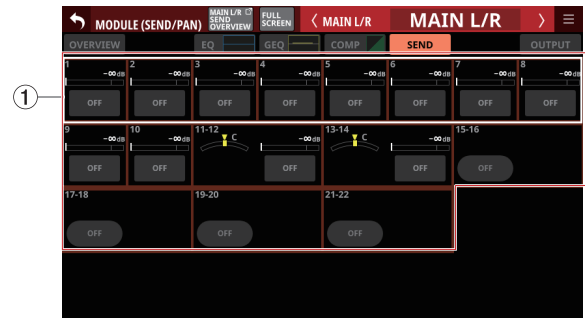 MODULE (SEND/PAN)
MAIN L/R
SEND
OVERVIEW
FULL
SCREEN
MAIN L/R
MAIN L/R
OVERVIEW
EQ
GEQ
COMP
SEND
OUTPUT
1 2 3 4 5 6 7 8
-∞dB -∞dB -∞dB -∞dB -∞dB -∞dB -∞dB -∞dB
OFF OFF OFF OFF OFF OFF OFF OFF
1
9 10 11-12 13-14 15-16
-∞dB -∞dB C -∞dB C -∞dB
OFF OFF OFF OFF OFF
17-18 19-20 21-22
OFF OFF OFF